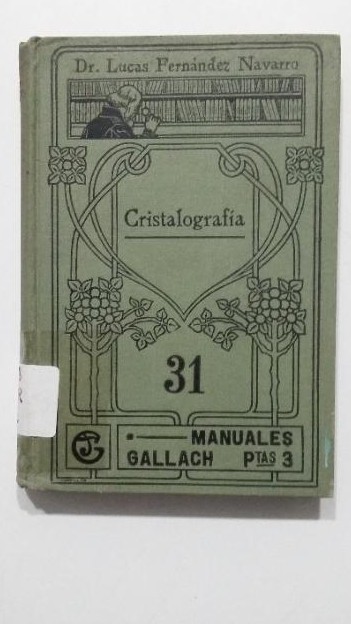 Dr. Lucas Fernández Navarro
Cristalografía
31
MANUALES
GALLACH PTAS 3